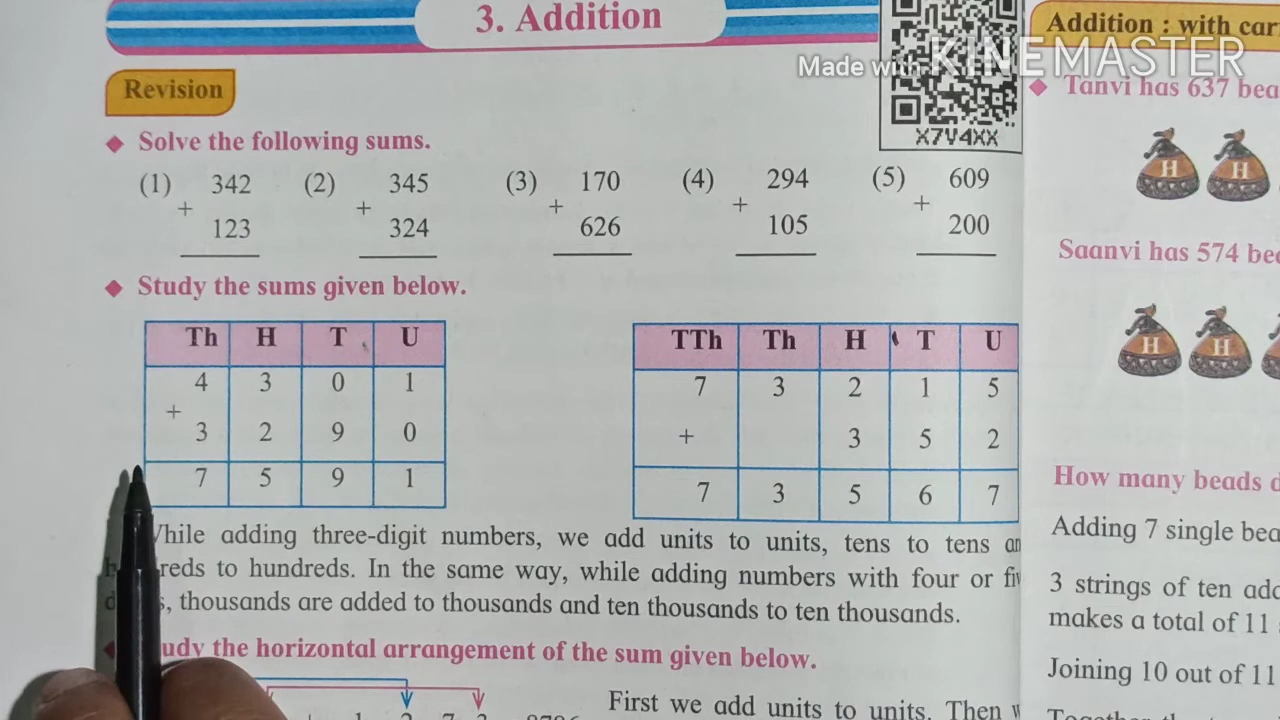 3. Addition
Made with KINEMASTER
X7V4XX
Revision
Solve the following sums.
(1) 342 (2) 345 (3) 170 (4) 294 (5) 609
+ + + + +
123 324 626 105 200
Study the sums given below.
Th H T U
4 3 0 1
+
3 2 9 0
7 5 9 1
TTh Th H T U
7 3 2 1 5
+ 3 5 2
7 3 5 6 7
While adding three-digit numbers, we add units to units, tens to tens
to hundreds. In the same way, while adding numbers with four or
thousands are added to thousands and ten thousands to ten thousands.
Study the horizontal arrangement of the sum given below.
First we add units to units. Then
Addition : with
Tanvi has 637
H H
Saanvi has 574
H H
How many beads
Adding 7 single
3 strings of ten
makes a total of 11
Joining 10 out of 11